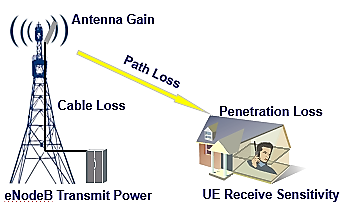 Antenna Gain
Path Loss
Cable Loss
Penetration Loss
eNodeB Transmit Power
UE Receive Sensitivity